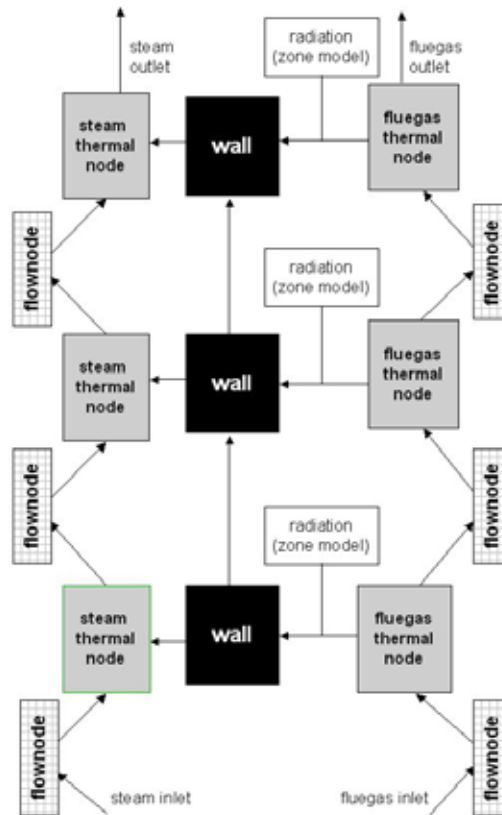 steam
outlet
radiation
(zone model)
fluegas
outlet
steam
thermal
node
wall
fluegas
thermal
node
flownode
flownode
radiation
(zone model)
steam
thermal
node
wall
fluegas
thermal
node
flownode
flownode
radiation
(zone model)
steam
thermal
node
wall
fluegas
thermal
node
flownode
flownode
steam inlet
fluegas inlet